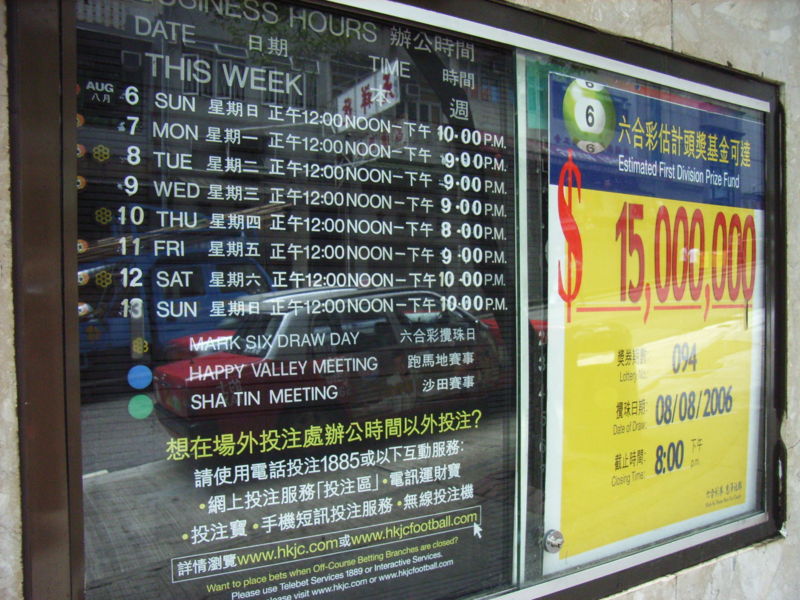 BUSINESS HOURS 辦公時間
DATE 日期 TIME 時間
THIS WEEK 本週
AUG 八月 6 SUN 星期日 正午12:00NOON–下午10:00P.M.
7 MON 星期一 正午12:00NOON–下午9:00P.M.
8 TUE 星期二 正午12:00NOON–下午9:00P.M.
9 WED 星期三 正午12:00NOON–下午9:00P.M.
10 THU 星期四 正午12:00NOON–下午8:00P.M.
11 FRI 星期五 正午12:00NOON–下午9:00P.M.
12 SAT 星期六 正午12:00NOON–下午10:00P.M.
13 SUN 星期日 正午12:00NOON–下午10:00P.M.
MARK SIX DRAW DAY 六合彩攪珠日
HAPPY VALLEY MEETING 跑馬地賽事
SHA TIN MEETING 沙田賽事
想在場外投注處辦公時間以外投注?
請使用電話投注1885或以下互動服務:
•網上投注服務「投注區」•電訊運財寶
•投注寶•手機短訊投注服務•無線投注機
詳情瀏覽www.hkjc.com或www.hkjcfootball.com
Want to place bets when Off-Course Betting Branches are closed?
Please use Telebet Services 1889 or Interactive Services.
please visit www.hkjc.com or www.hkjcfootball.com
6
6
六合彩估計頭獎基金可達
Estimated First Division Prize Fund
$15,000,000
獎券期數: 094
Lottery No.:
攪珠日期: 08/08/2006
Date of Draw:
截止時間: 8:00 下午
Closing Time: p.m.